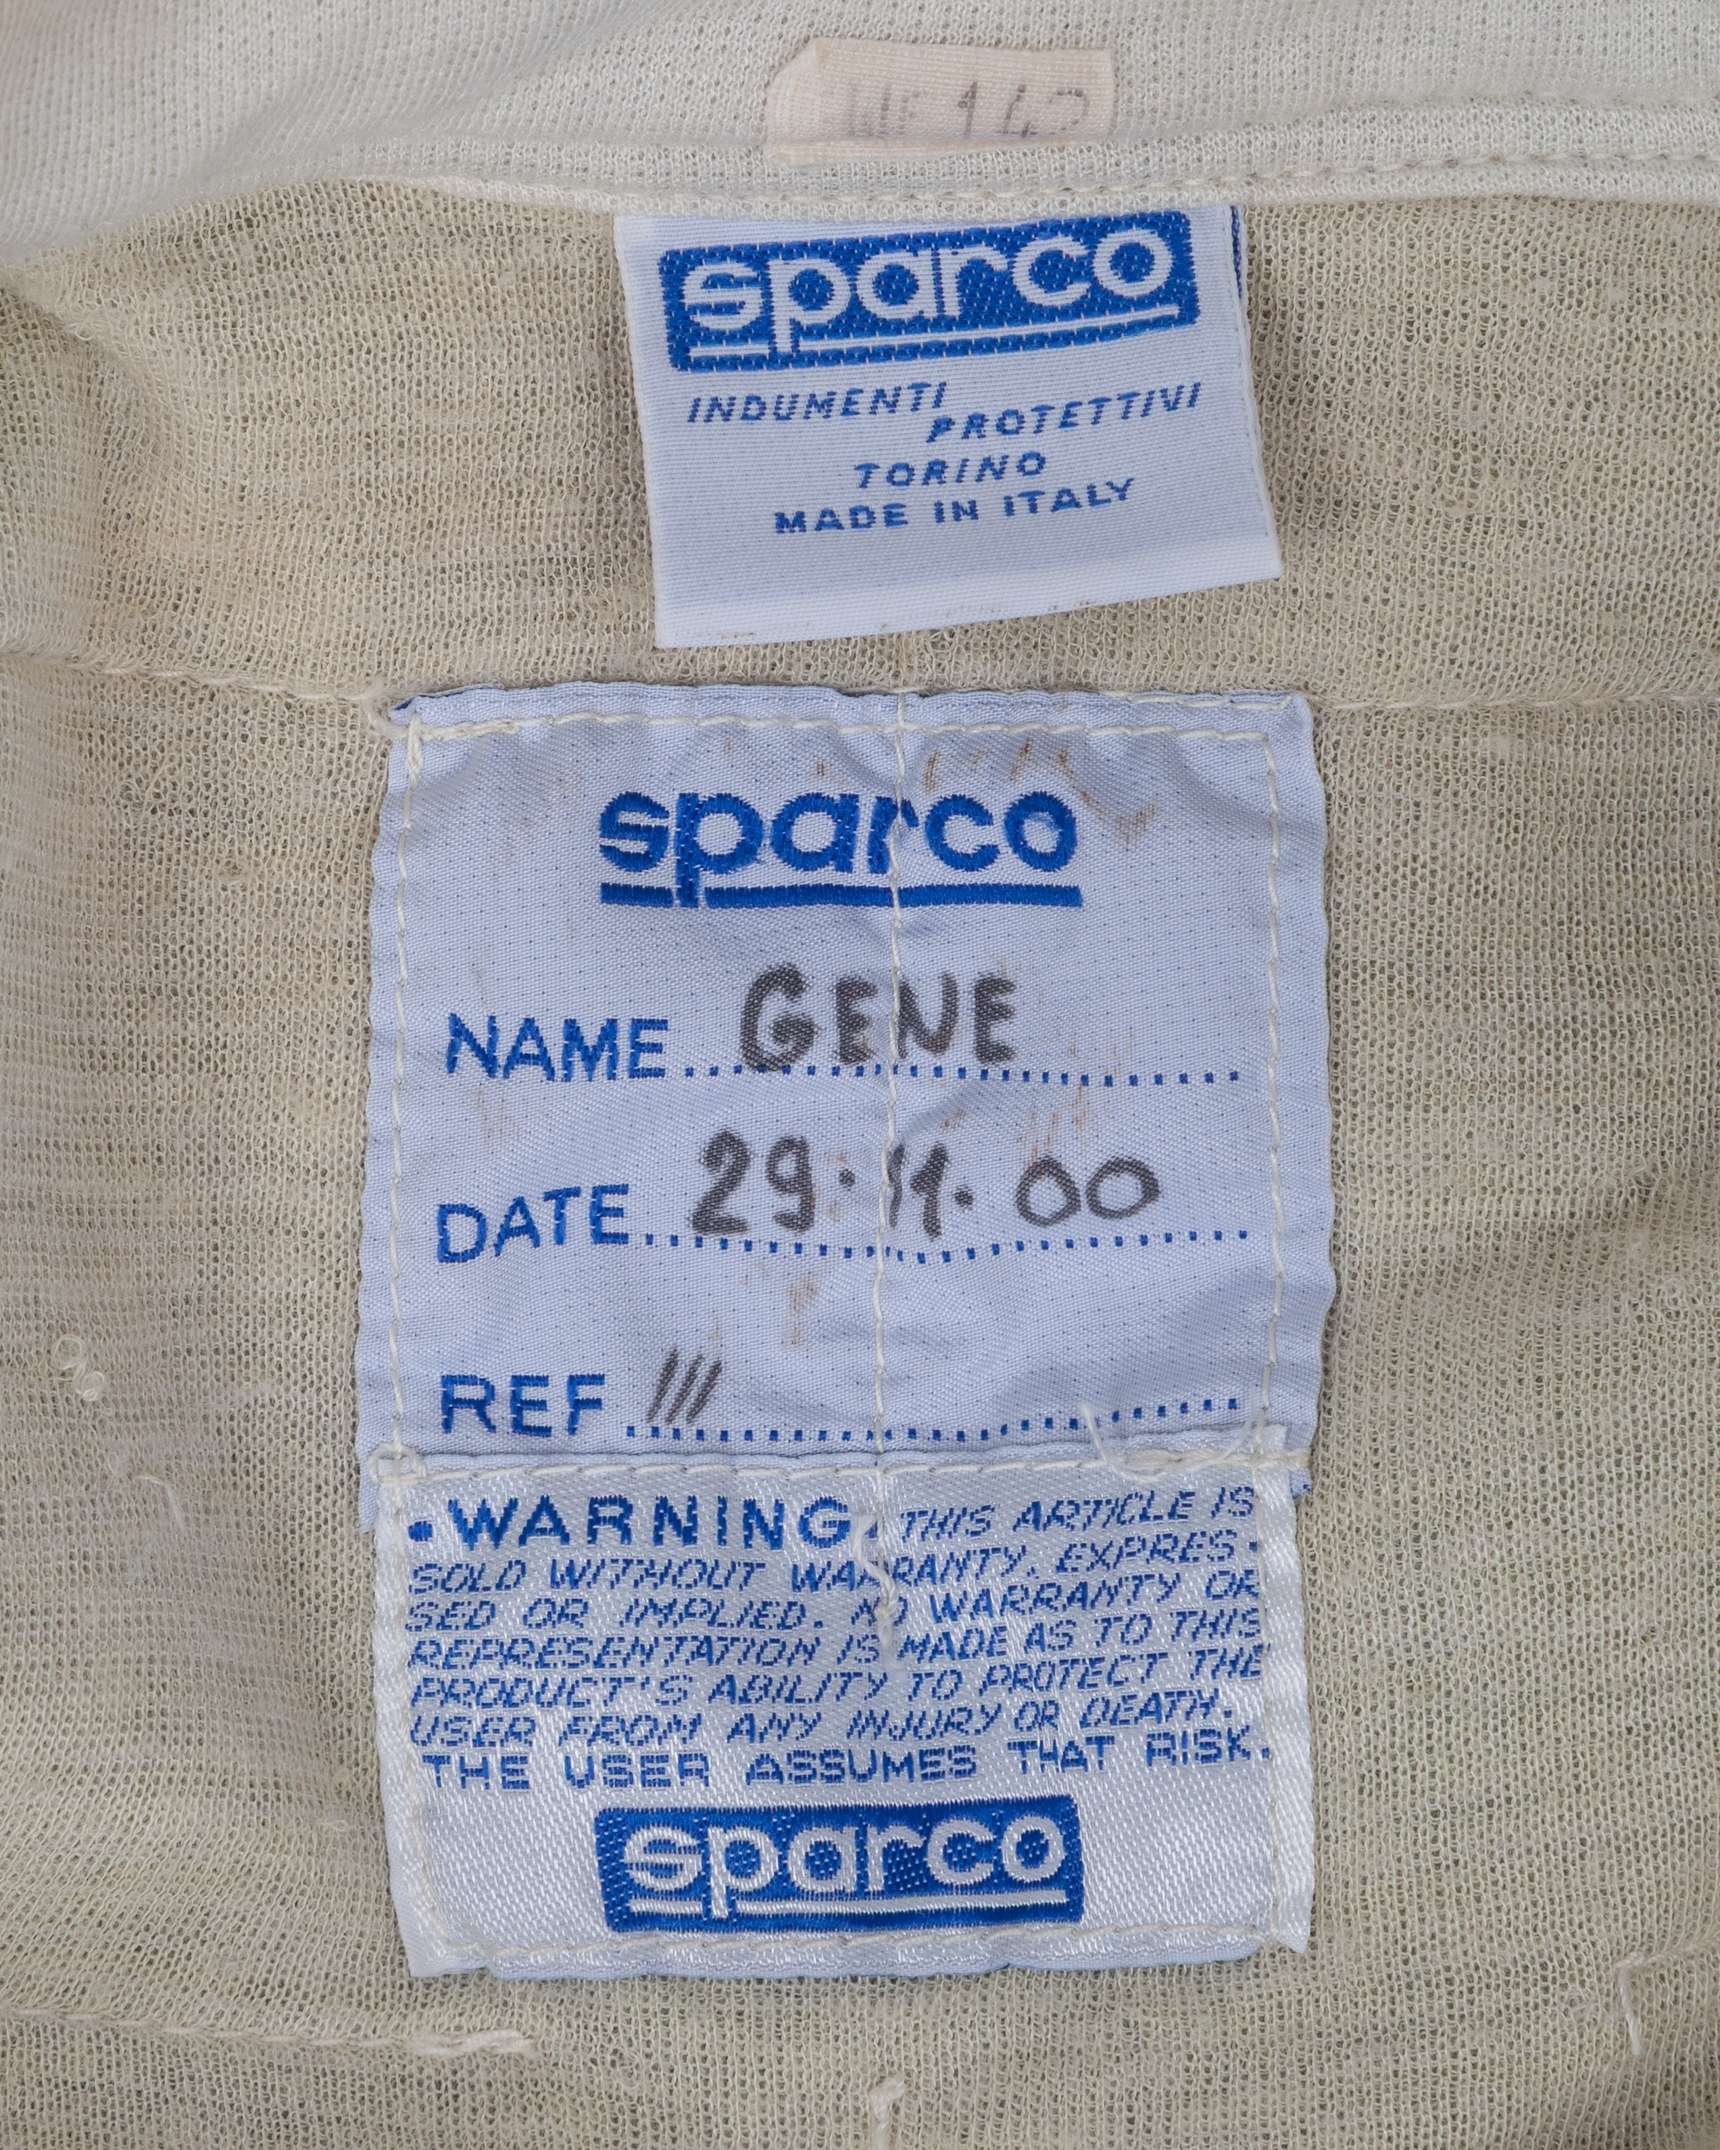 142
sparco
INDUMENTI
PROTETTIVI
TORINO
MADE IN ITALY
sparco
NAME GENE
DATE 29.11.00
REF III
• WARNING. THIS ARTICLE IS
SOLD WITHOUT WARRANTY. EXPRES-
SED OR IMPLIED. NO WARRANTY OR
REPRESENTATION IS MADE AS TO THIS
PRODUCT'S ABILITY TO PROTECT THE
USER FROM ANY INJURY OR DEATH.
THE USER ASSUMES THAT RISK.
sparco